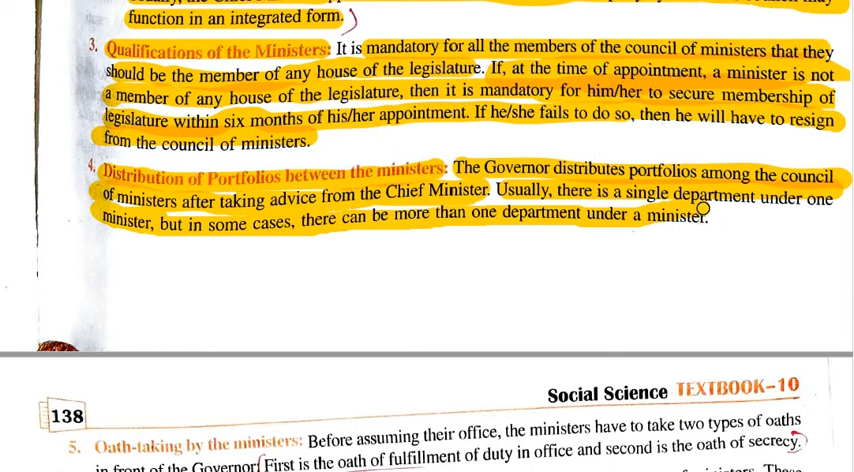 function in an integrated form.
3. Qualifications of the Ministers: It is mandatory for all the members of the council of ministers that they
should be the member of any house of the legislature. If, at the time of appointment, a minister is not
a member of any house of the legislature, then it is mandatory for him/her to secure membership of
legislature within six months of his/her appointment. If he/she fails to do so, then he will have to resign
from the council of ministers.
4. Distribution of Portfolios between the ministers: The Governor distributes portfolios among the council
of ministers after taking advice from the Chief Minister. Usually, there is a single department under one
minister, but in some cases, there can be more than one department under a minister.
Social Science TEXTBOOK–10
138
5. Oath-taking by the ministers: Before assuming their office, the ministers have to take two types of oaths
in front of the Governor. First is the oath of fulfillment of duty in office and second is the oath of secrecy.